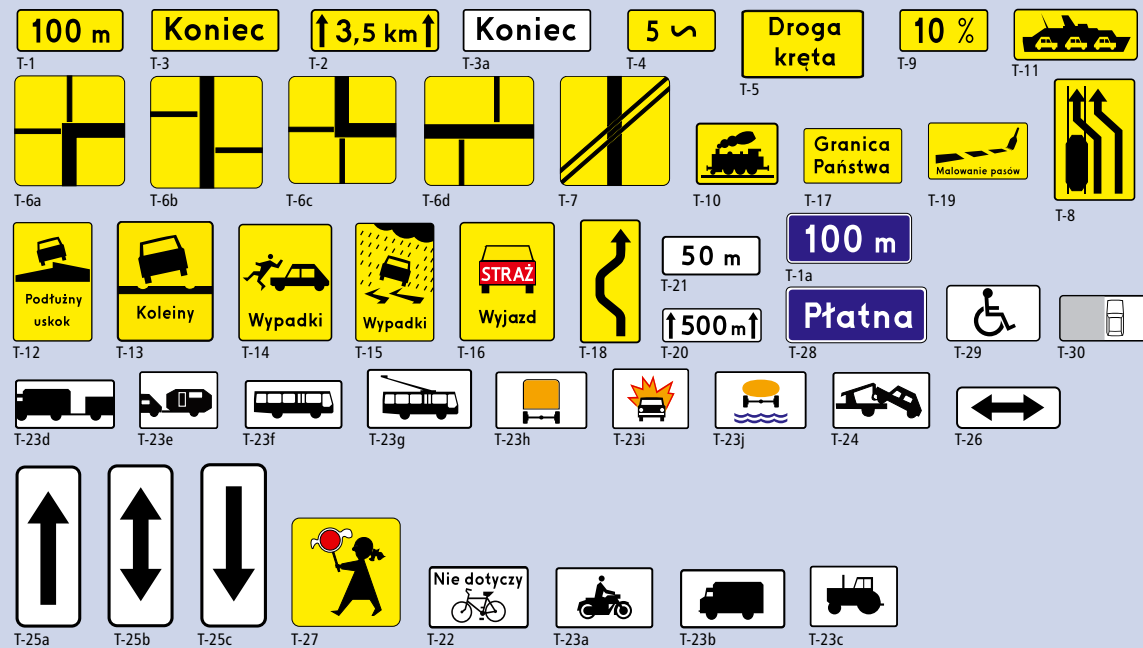 100 m
Koniec
3,5 km
Koniec
5
Droga
kręta
10 %
T-1
T-3
T-2
T-3a
T-4
T-5
T-9
T-11
Granica
Państwa
Malowanie pasów
T-6a
T-6b
T-6c
T-6d
T-7
T-10
T-17
T-19
T-8
Podłużny
uskok
Koleiny
Wypadki
Wypadki
STRAŻ
Wyjazd
50 m
T-21
500 m
100 m
T-1a
Płatna
T-12
T-13
T-14
T-15
T-16
T-18
T-20
T-28
T-29
T-30
T-23d
T-23e
T-23f
T-23g
T-23h
T-23i
T-23j
T-24
T-26
Nie dotyczy
T-25a
T-25b
T-25c
T-27
T-22
T-23a
T-23b
T-23c